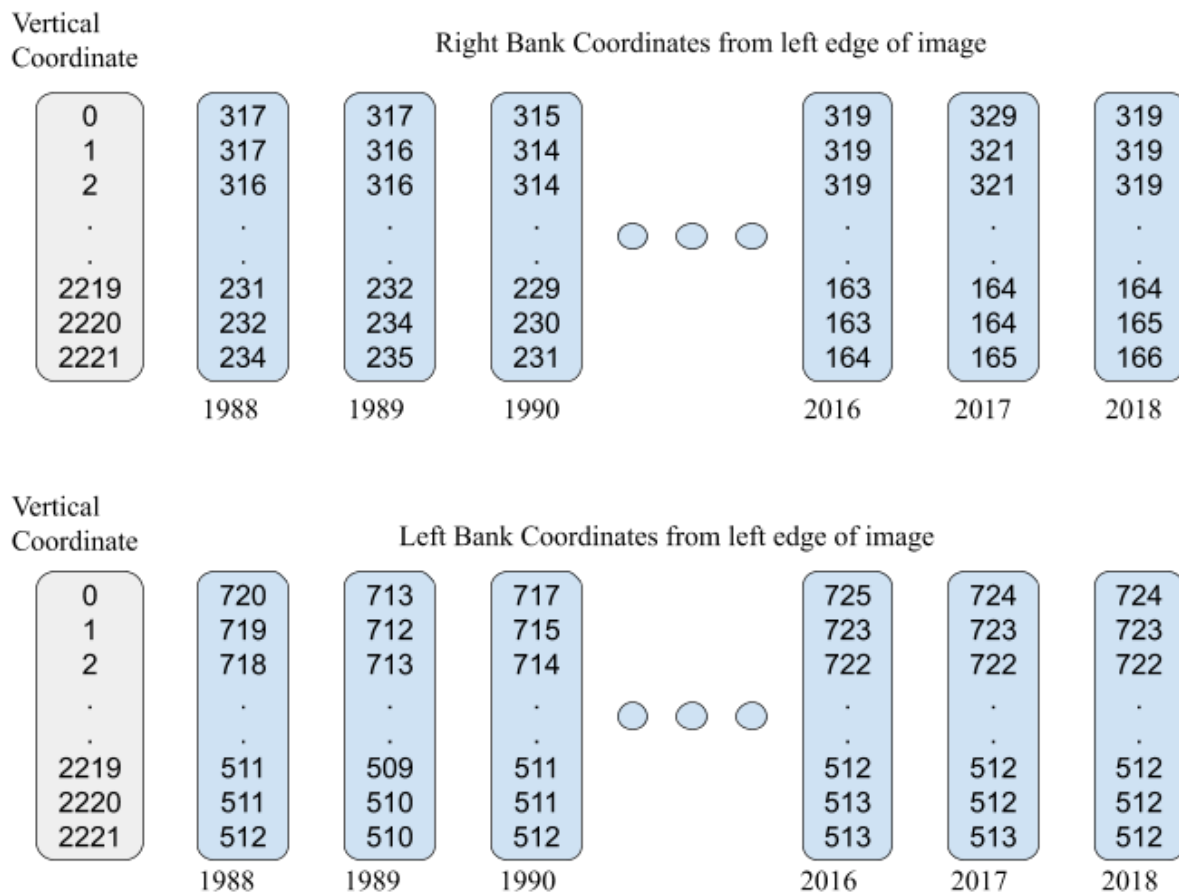 Vertical
Coordinate
Right Bank Coordinates from left edge of image
0 317 317 315 319 329 319
1 317 316 314 319 321 319
2 316 316 314 319 321 319
. . . . . . .
. . . . . . .
2219 231 232 229 163 164 164
2220 232 234 230 163 164 165
2221 234 235 231 164 165 166
1988 1989 1990 2016 2017 2018
Vertical
Coordinate
Left Bank Coordinates from left edge of image
0 720 713 717 725 724 724
1 719 712 715 723 723 723
2 718 713 714 722 722 722
. . . . . . .
. . . . . . .
2219 511 509 511 512 512 512
2220 511 510 511 513 512 512
2221 512 510 512 513 513 512
1988 1989 1990 2016 2017 2018